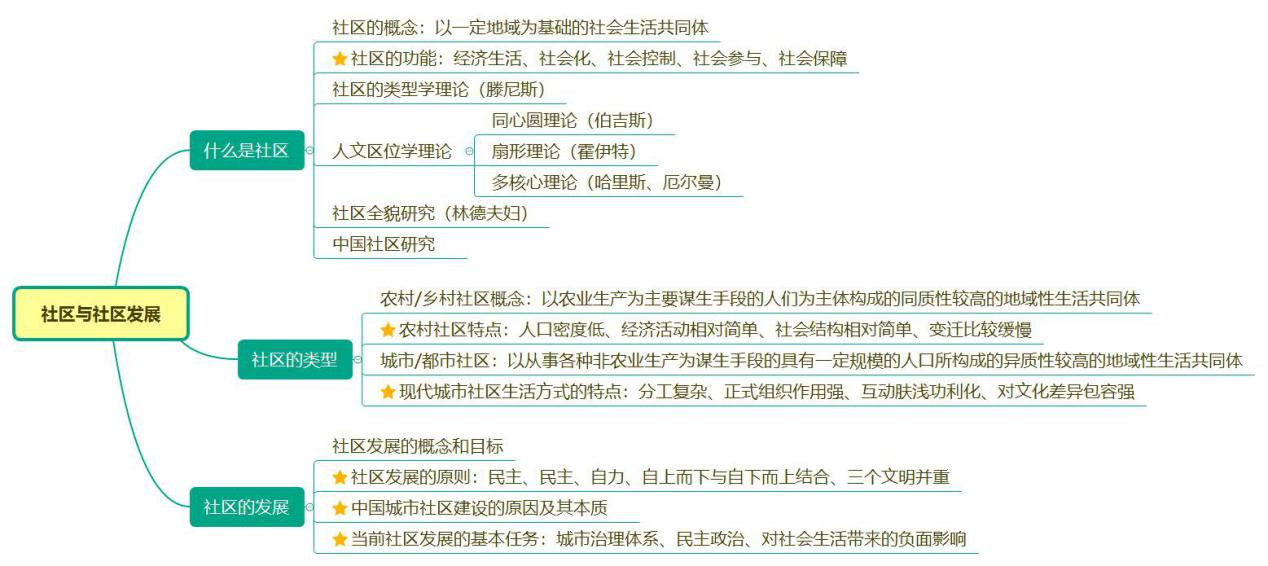 社区的概念：以一定地域为基础的社会生活共同体
社区的功能：经济生活、社会化、社会控制、社会参与、社会保障
社区的类型学理论（滕尼斯）
同心圆理论（伯吉斯）
什么是社区
人文区位学理论
扇形理论（霍伊特）
多核心理论（哈里斯、厄尔曼）
社区全貌研究（林德夫妇）
中国社区研究
社区与社区发展
农村/乡村社区概念：以农业生产为主要谋生手段的人们为主体构成的同质性较高的地域性生活共同体
农村社区特点：人口密度低、经济活动相对简单、社会结构相对简单、变迁比较缓慢
社区的类型
城市/都市社区：以从事各种非农业生产为谋生手段的具有一定规模的人口所构成的异质性较高的地域性生活共同体
现代城市社区生活方式的特点：分工复杂、正式组织作用强、互动肤浅功利化、对文化差异包容强
社区发展的概念和目标
社区发展的原则：民主、民主、自力、自上而下与自下而上结合、三个文明并重
社区的发展
中国城市社区建设的原因及其本质
当前社区发展的基本任务：城市治理体系、民主政治、对社会生活带来的负面影响